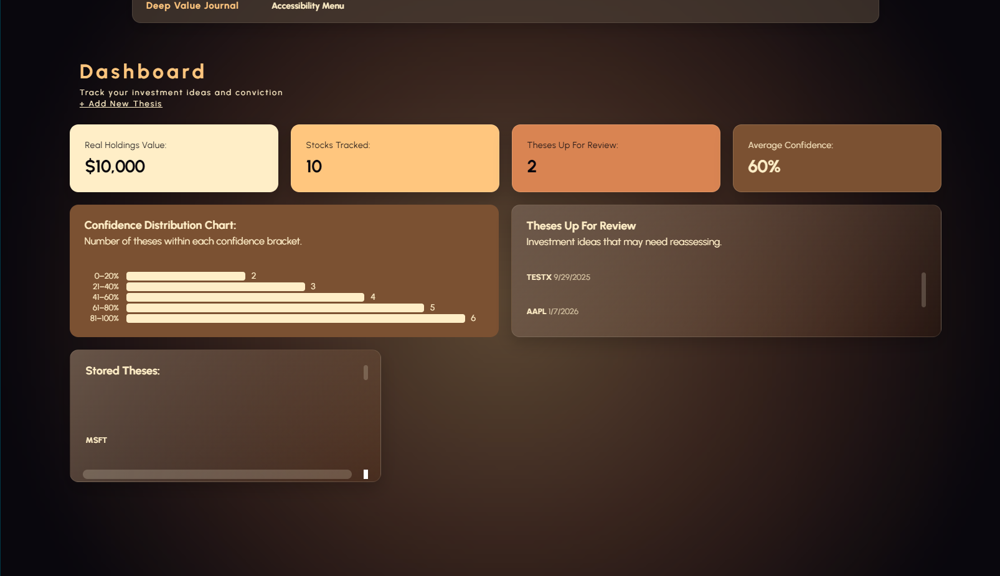 Deep Value Journal Accessibility Menu
Dashboard
Track your investment ideas and conviction
+ Add New Thesis
Real Holdings Value:
$10,000
Stocks Tracked:
10
Theses Up For Review:
2
Average Confidence:
60%
Confidence Distribution Chart:
Number of theses within each confidence bracket.
0–20% 2
21–40% 3
41–60% 4
61–80% 5
81–100% 6
Theses Up For Review
Investment ideas that may need reassessing.
TESTX 9/29/2025
AAPL 1/7/2026
Stored Theses:
MSFT